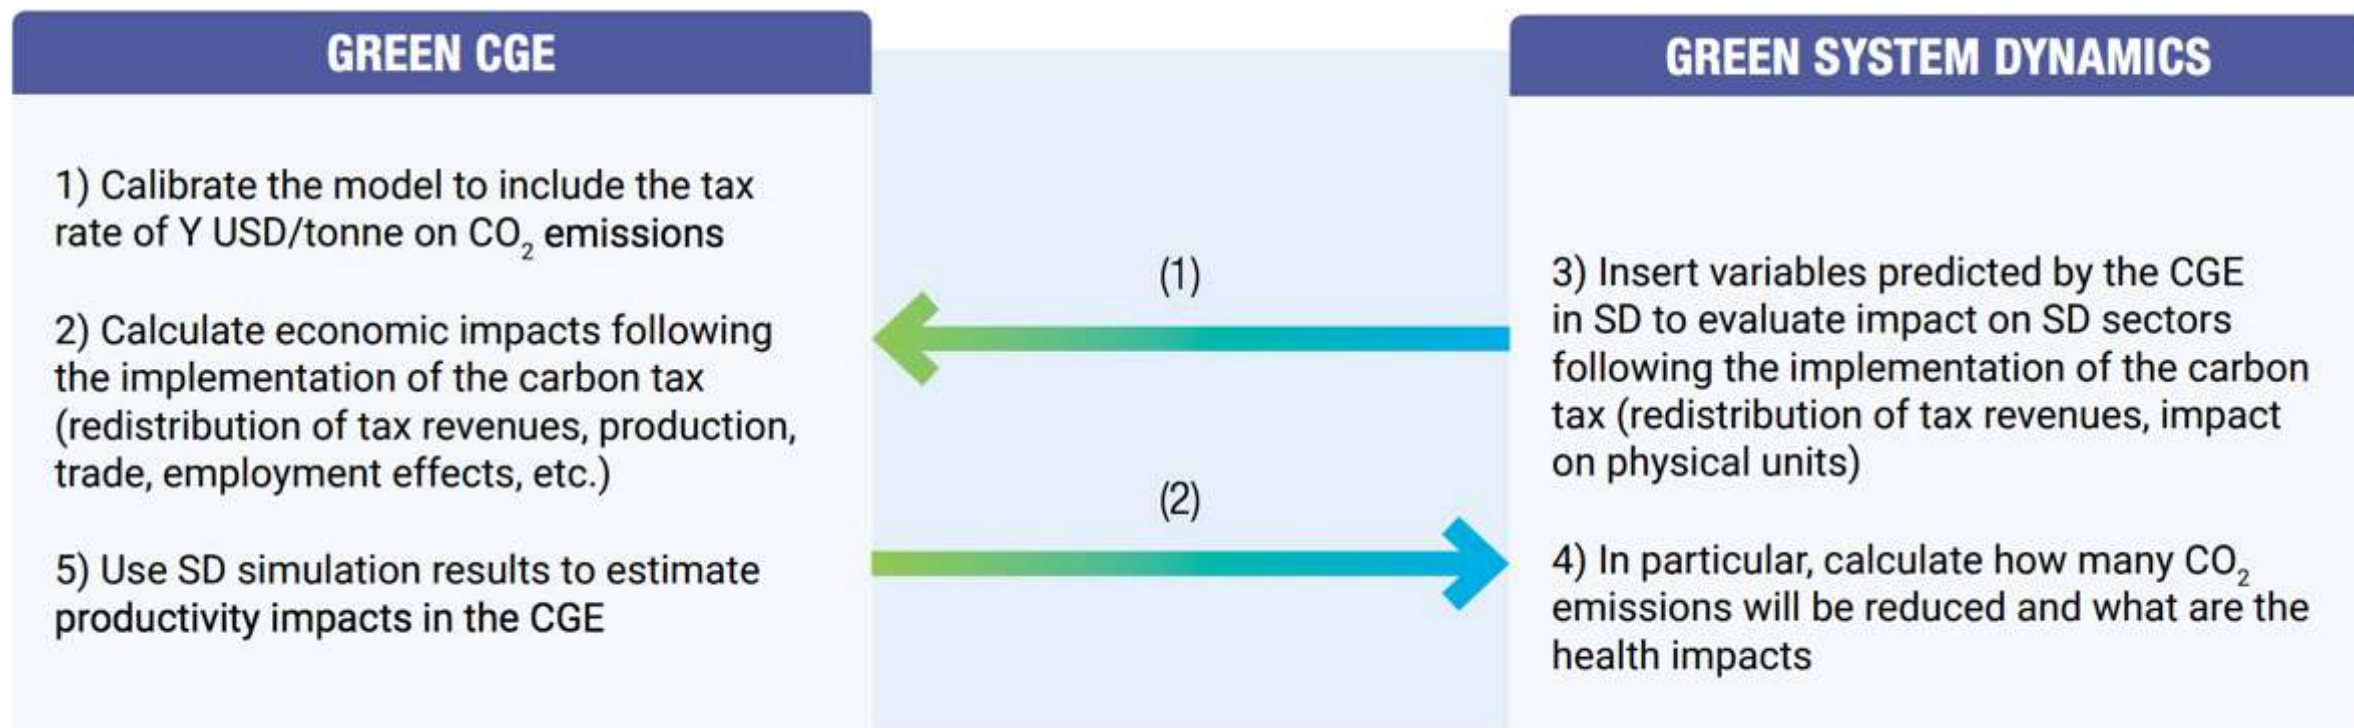 GREEN CGE
1) Calibrate the model to include the tax
rate of Y USD/tonne on CO₂ emissions
2) Calculate economic impacts following
the implementation of the carbon tax
(redistribution of tax revenues, production,
trade, employment effects, etc.)
5) Use SD simulation results to estimate
productivity impacts in the CGE
(1)
(2)
GREEN SYSTEM DYNAMICS
3) Insert variables predicted by the CGE
in SD to evaluate impact on SD sectors
following the implementation of the carbon
tax (redistribution of tax revenues, impact
on physical units)
4) In particular, calculate how many CO₂
emissions will be reduced and what are the
health impacts